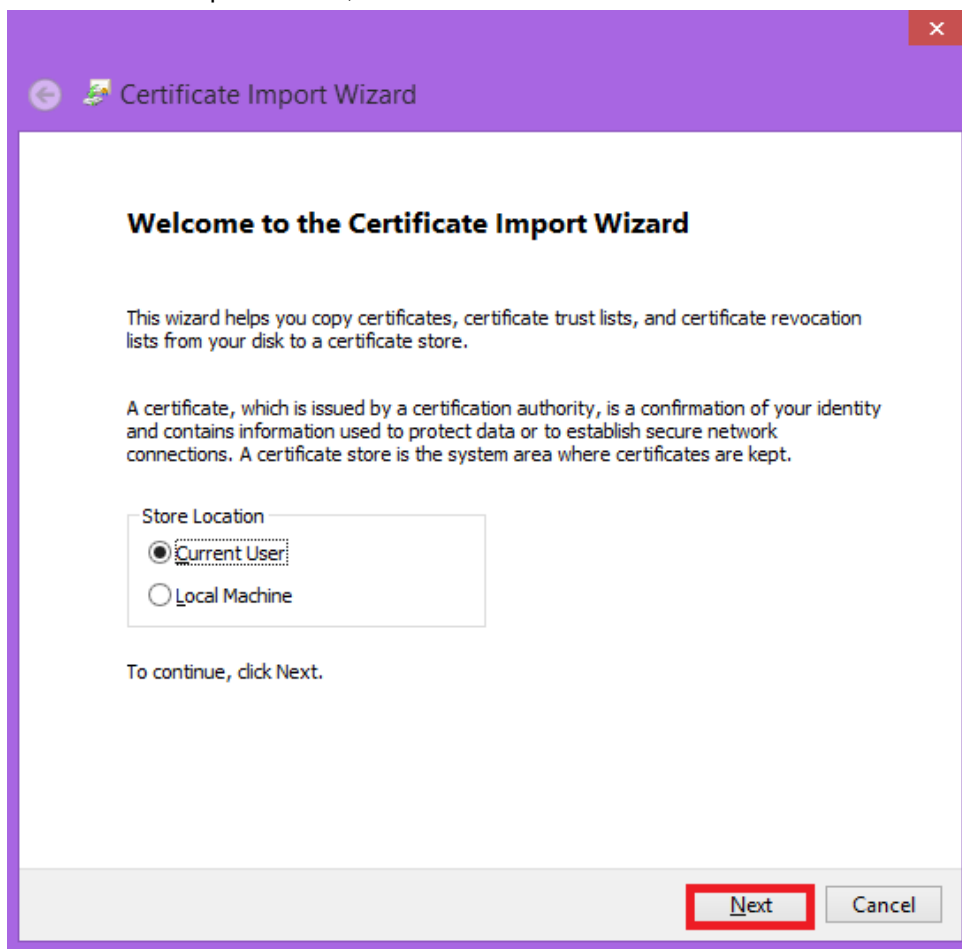 Certificate Import Wizard
Welcome to the Certificate Import Wizard
This wizard helps you copy certificates, certificate trust lists, and certificate revocation
lists from your disk to a certificate store.
A certificate, which is issued by a certification authority, is a confirmation of your identity
and contains information used to protect data or to establish secure network
connections. A certificate store is the system area where certificates are kept.
Store Location
Current User
Local Machine
To continue, click Next.
Next Cancel